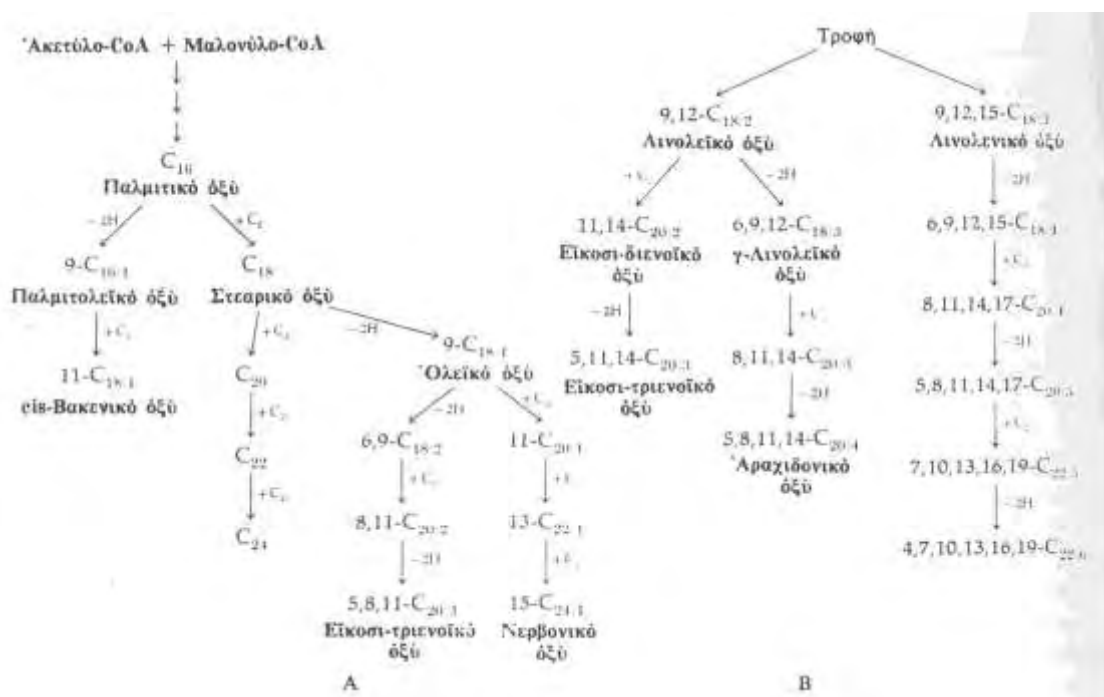 Ἀκετύλο-CoA + Μαλονύλο-CoA
C16
Παλμιτικό ὀξύ
−2H
+C2
9-C16:1
Παλμιτολεϊκό ὀξύ
C18
Στεαρικό ὀξύ
+C2
11-C18:1
cis-Βακενικό ὀξύ
+C2
C20
+C2
C22
+C2
C24
−2H
9-C18:1
Ὀλεϊκό ὀξύ
−2H
+C2
6,9-C18:2
+C2
8,11-C20:2
−2H
5,8,11-C20:3
Εἰκοσι-τριενοϊκό
ὀξύ
11-C20:1
13-C22:1
15-C24:1
Νερβονικό
ὀξύ
A
Τροφή
9,12-C18:2
Λινολεϊκό ὀξύ
−2H
11,14-C20:2
Εἰκοσι-διενοϊκό
ὀξύ
−2H
5,11,14-C20:3
Εἰκοσι-τριενοϊκό
ὀξύ
6,9,12-C18:3
γ-Λινολεϊκό
ὀξύ
8,11,14-C20:3
−2H
5,8,11,14-C20:4
Ἀραχιδονικό
ὀξύ
9,12,15-C18:3
Λινολενικό ὀξύ
−2H
6,9,12,15-C18:4
+C2
8,11,14,17-C20:4
−2H
5,8,11,14,17-C20:5
+C2
7,10,13,16,19-C22:5
−2H
4,7,10,13,16,19-C22:6
B